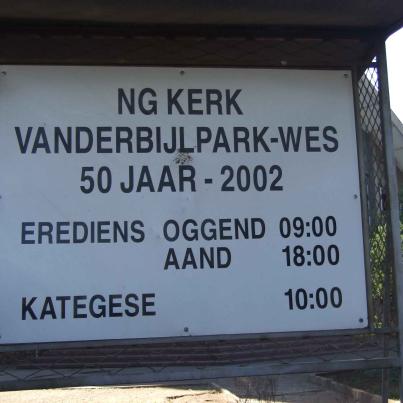 NG KERK
VANDERBIJLPARK-WES
50 JAAR - 2002
EREDIENS OGGEND 09:00
AAND 18:00
KATEGESE 10:00